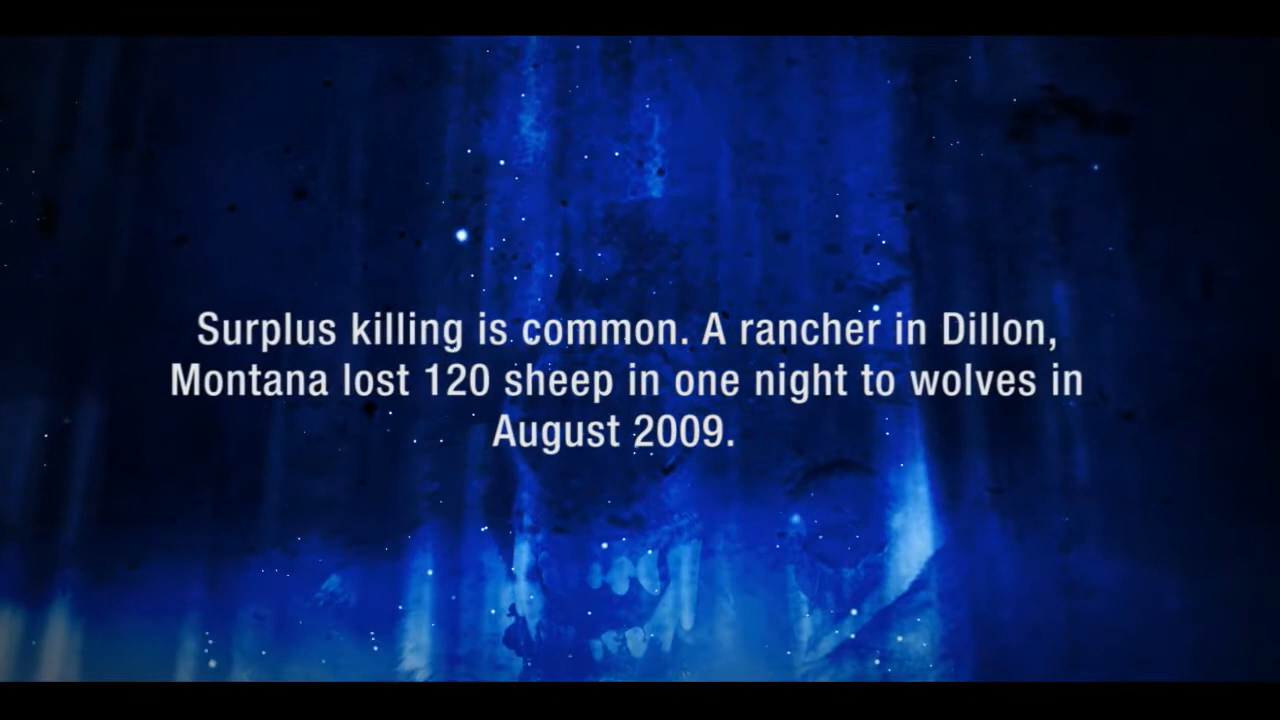 Surplus killing is common. A rancher in Dillon,
Montana lost 120 sheep in one night to wolves in
August 2009.